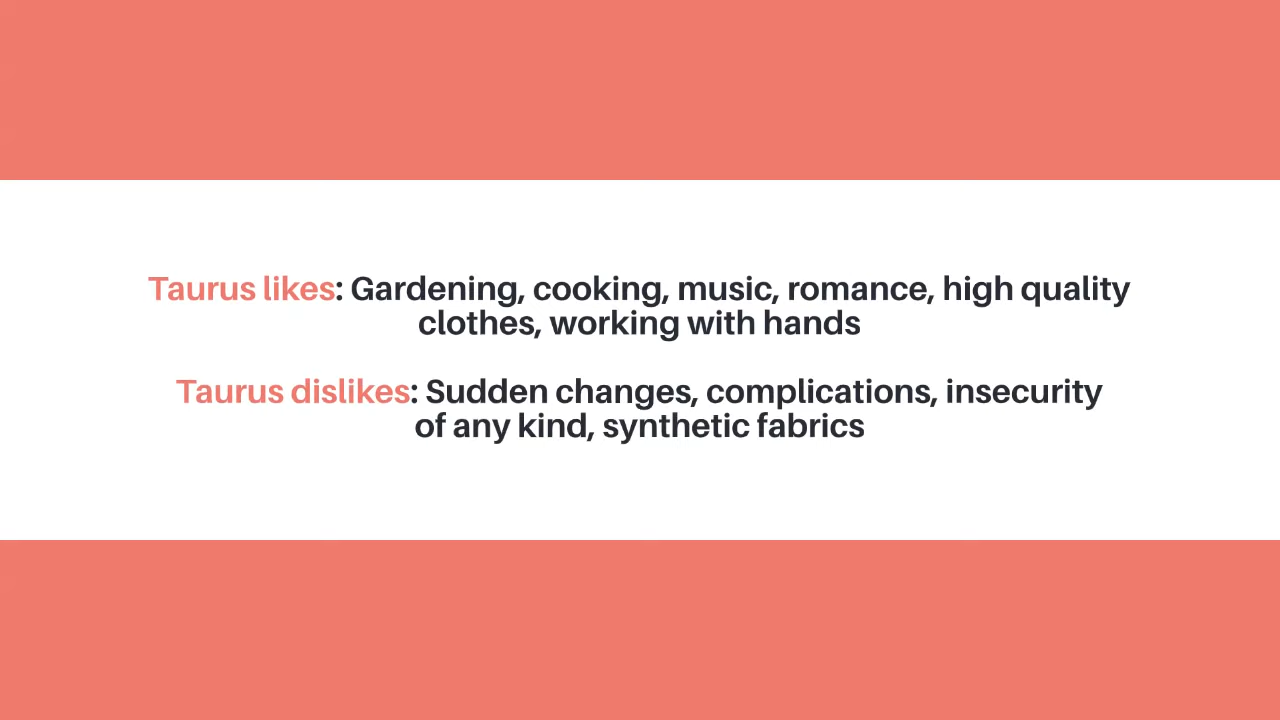 Taurus likes: Gardening, cooking, music, romance, high quality
clothes, working with hands
Taurus dislikes: Sudden changes, complications, insecurity
of any kind, synthetic fabrics